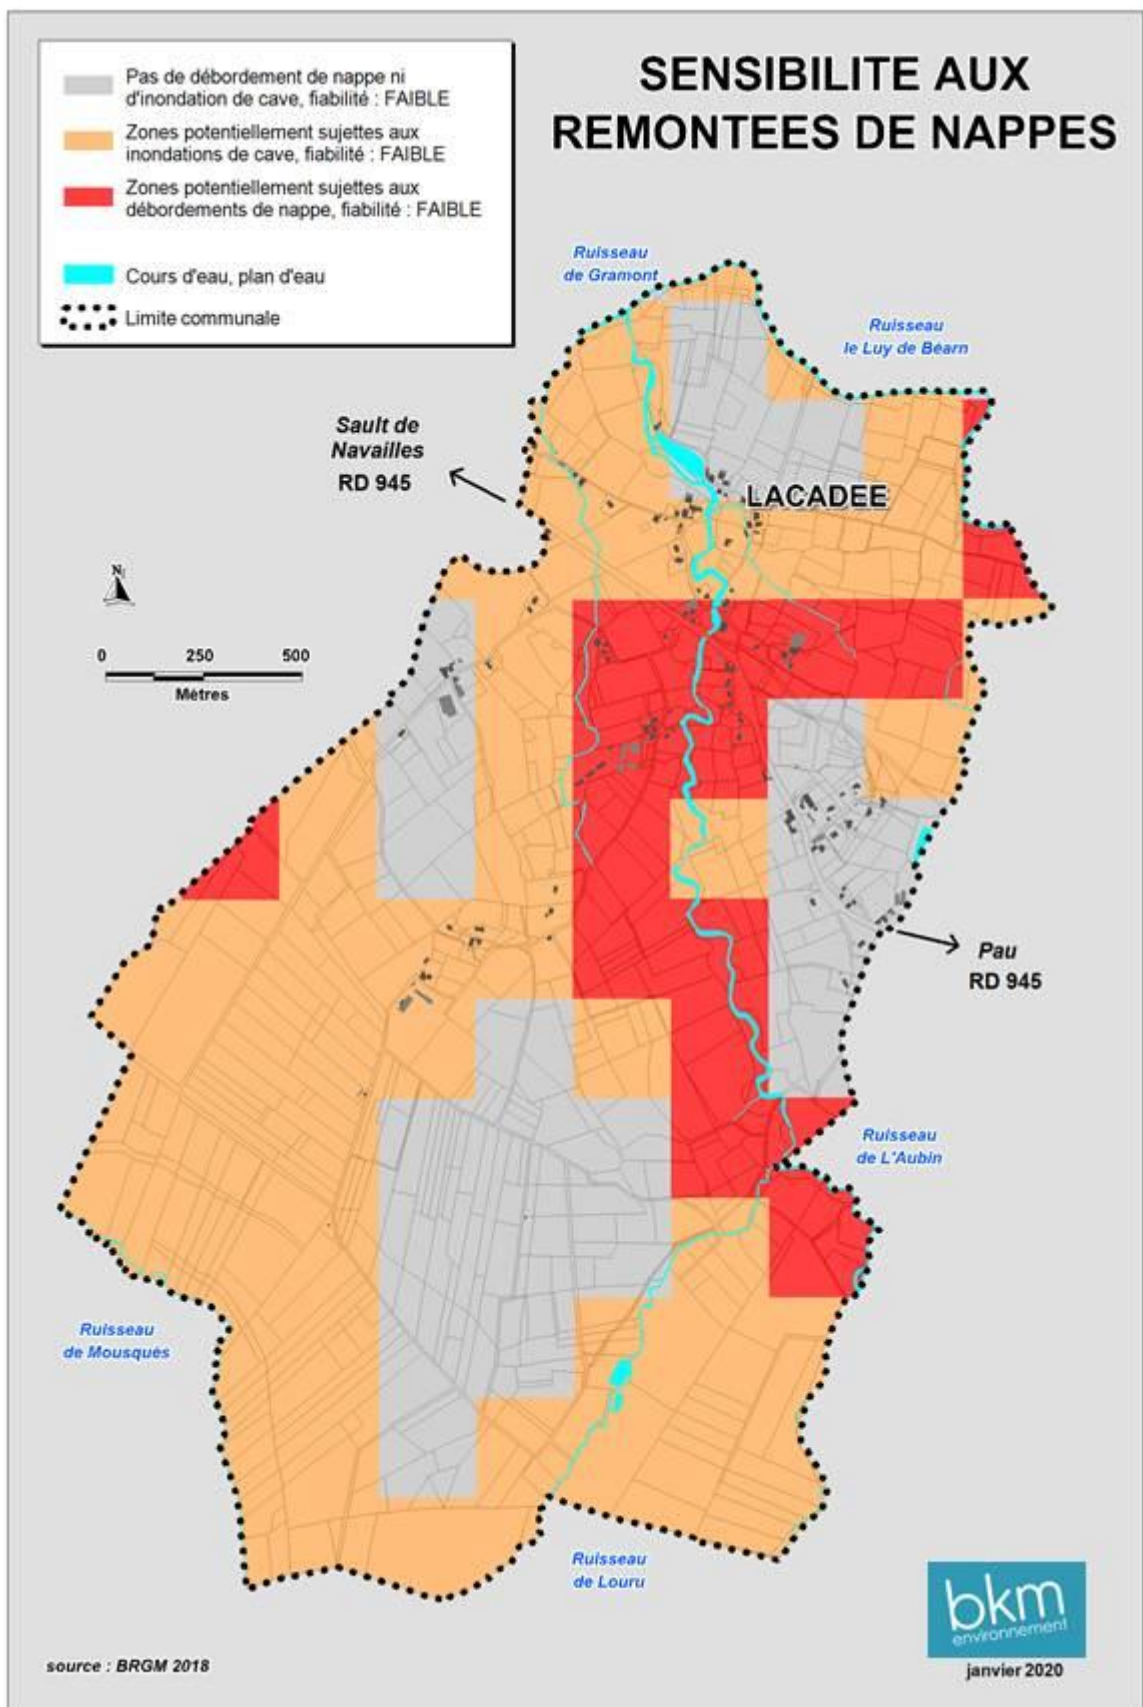 SENSIBILITE AUX
REMONTEES DE NAPPES
Pas de débordement de nappe ni
d'inondation de cave, fiabilité : FAIBLE
Zones potentiellement sujettes aux
inondations de cave, fiabilité : FAIBLE
Zones potentiellement sujettes aux
débordements de nappe, fiabilité : FAIBLE
Cours d'eau, plan d'eau
Limite communale
Ruisseau
de Gramont
Ruisseau
le Luy de Béarn
Sault de
Navailles
RD 945
LACADEE
N
0 250 500
Mètres
Pau
RD 945
Ruisseau
de L'Aubin
Ruisseau
de Mousquès
Ruisseau
de Louru
bkm
environnement
janvier 2020
source : BRGM 2018